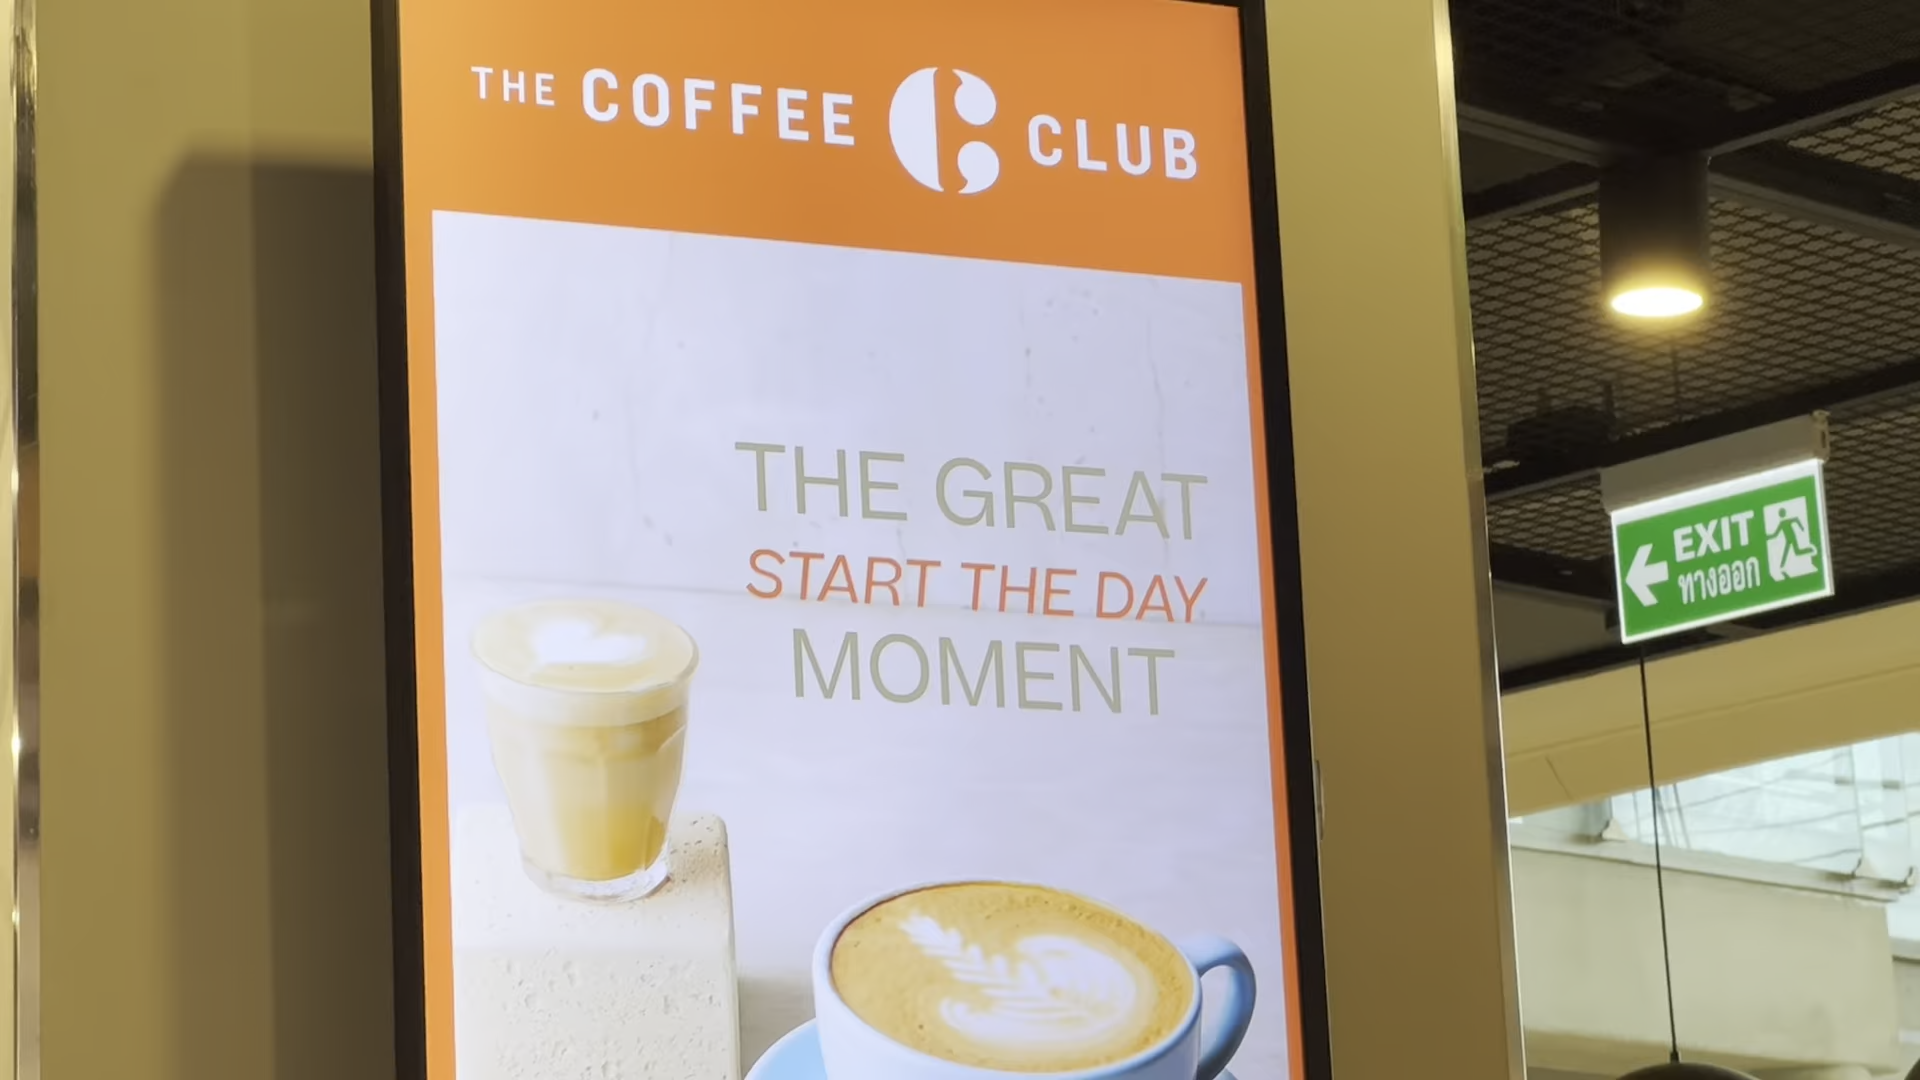 THE COFFEE CLUB
THE GREAT
START THE DAY
MOMENT
EXIT
ทางออก